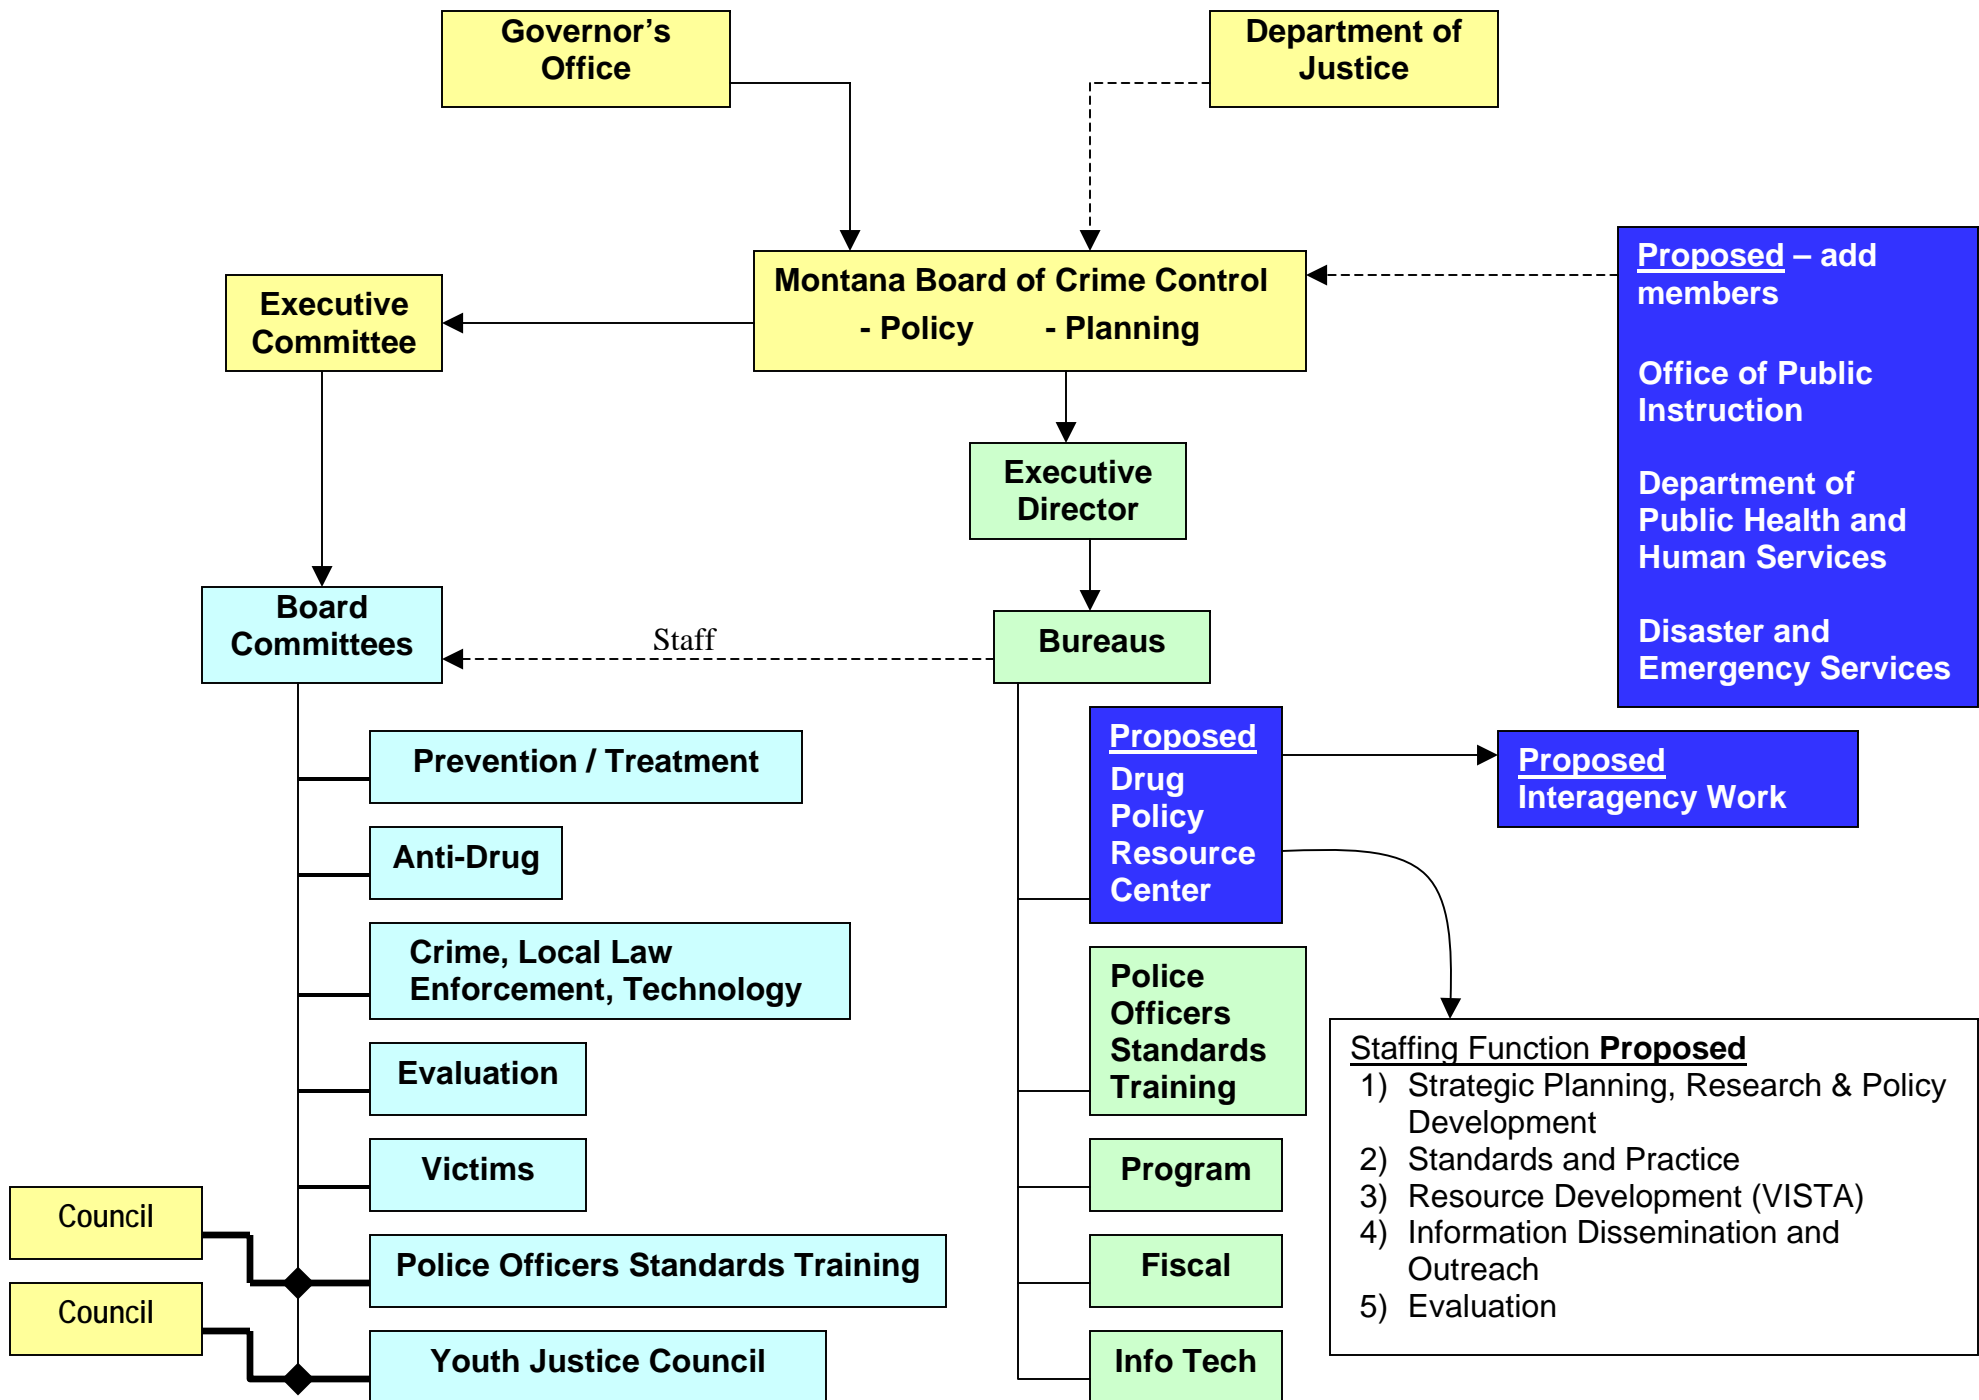 Governor's
Office
Department of
Justice
Montana Board of Crime Control
- Policy - Planning
Executive
Committee
Proposed – add
members
Office of Public
Instruction
Department of
Public Health and
Human Services
Disaster and
Emergency Services
Executive
Director
Board
Committees
Staff
Bureaus
Prevention / Treatment
Anti-Drug
Crime, Local Law
Enforcement, Technology
Evaluation
Victims
Council
Police Officers Standards Training
Council
Youth Justice Council
Proposed
Drug
Policy
Resource
Center
Proposed
Interagency Work
Police
Officers
Standards
Training
Program
Fiscal
Info Tech
Staffing Function Proposed
1) Strategic Planning, Research & Policy
Development
2) Standards and Practice
3) Resource Development (VISTA)
4) Information Dissemination and
Outreach
5) Evaluation